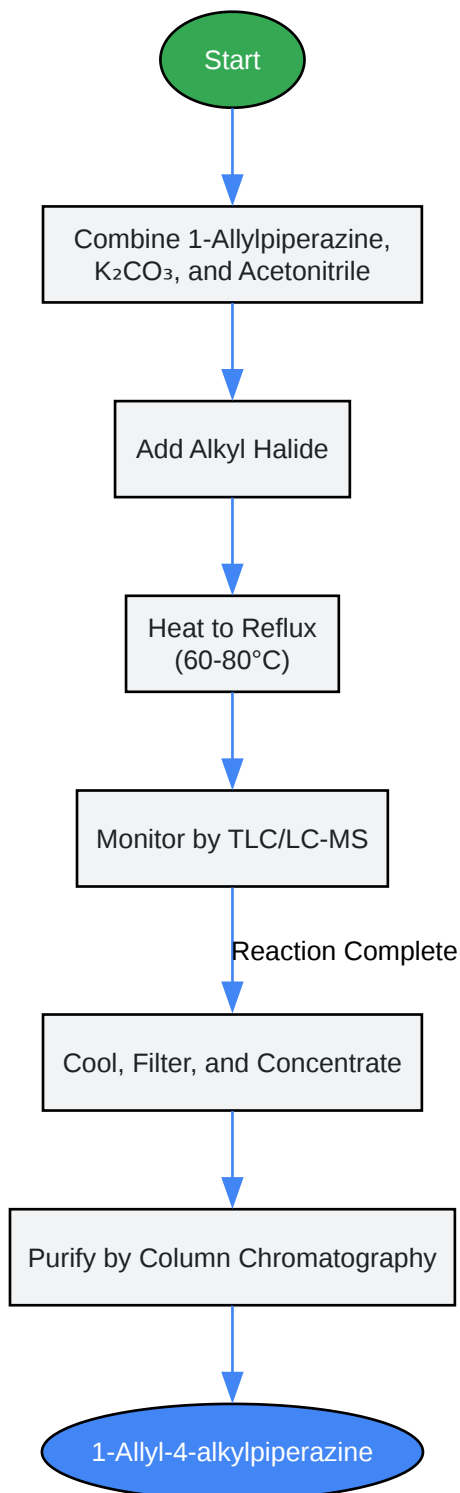 Start
Combine 1-Allylpiperazine,
K₂CO₃, and Acetonitrile
Add Alkyl Halide
Heat to Reflux
(60-80°C)
Monitor by TLC/LC-MS
Reaction Complete
Cool, Filter, and Concentrate
Purify by Column Chromatography
1-Allyl-4-alkylpiperazine